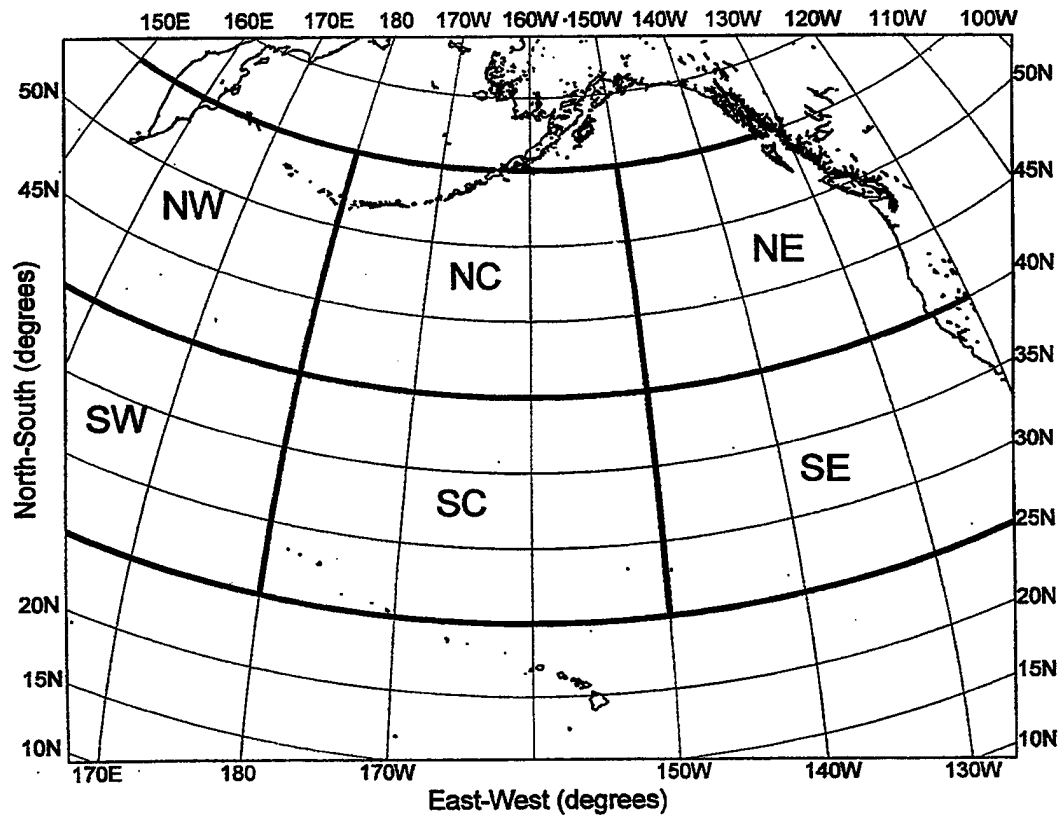 150E 160E 170E 180 170W 160W 150W 140W 130W 120W 110W 100W
50N 50N
45N 45N
NW
NE
40N
NC
35N
SW
30N
SE
SC
25N
20N 20N
15N 15N
10N 10N
170E 180 170W 150W 140W 130W
East-West (degrees)
North-South (degrees)